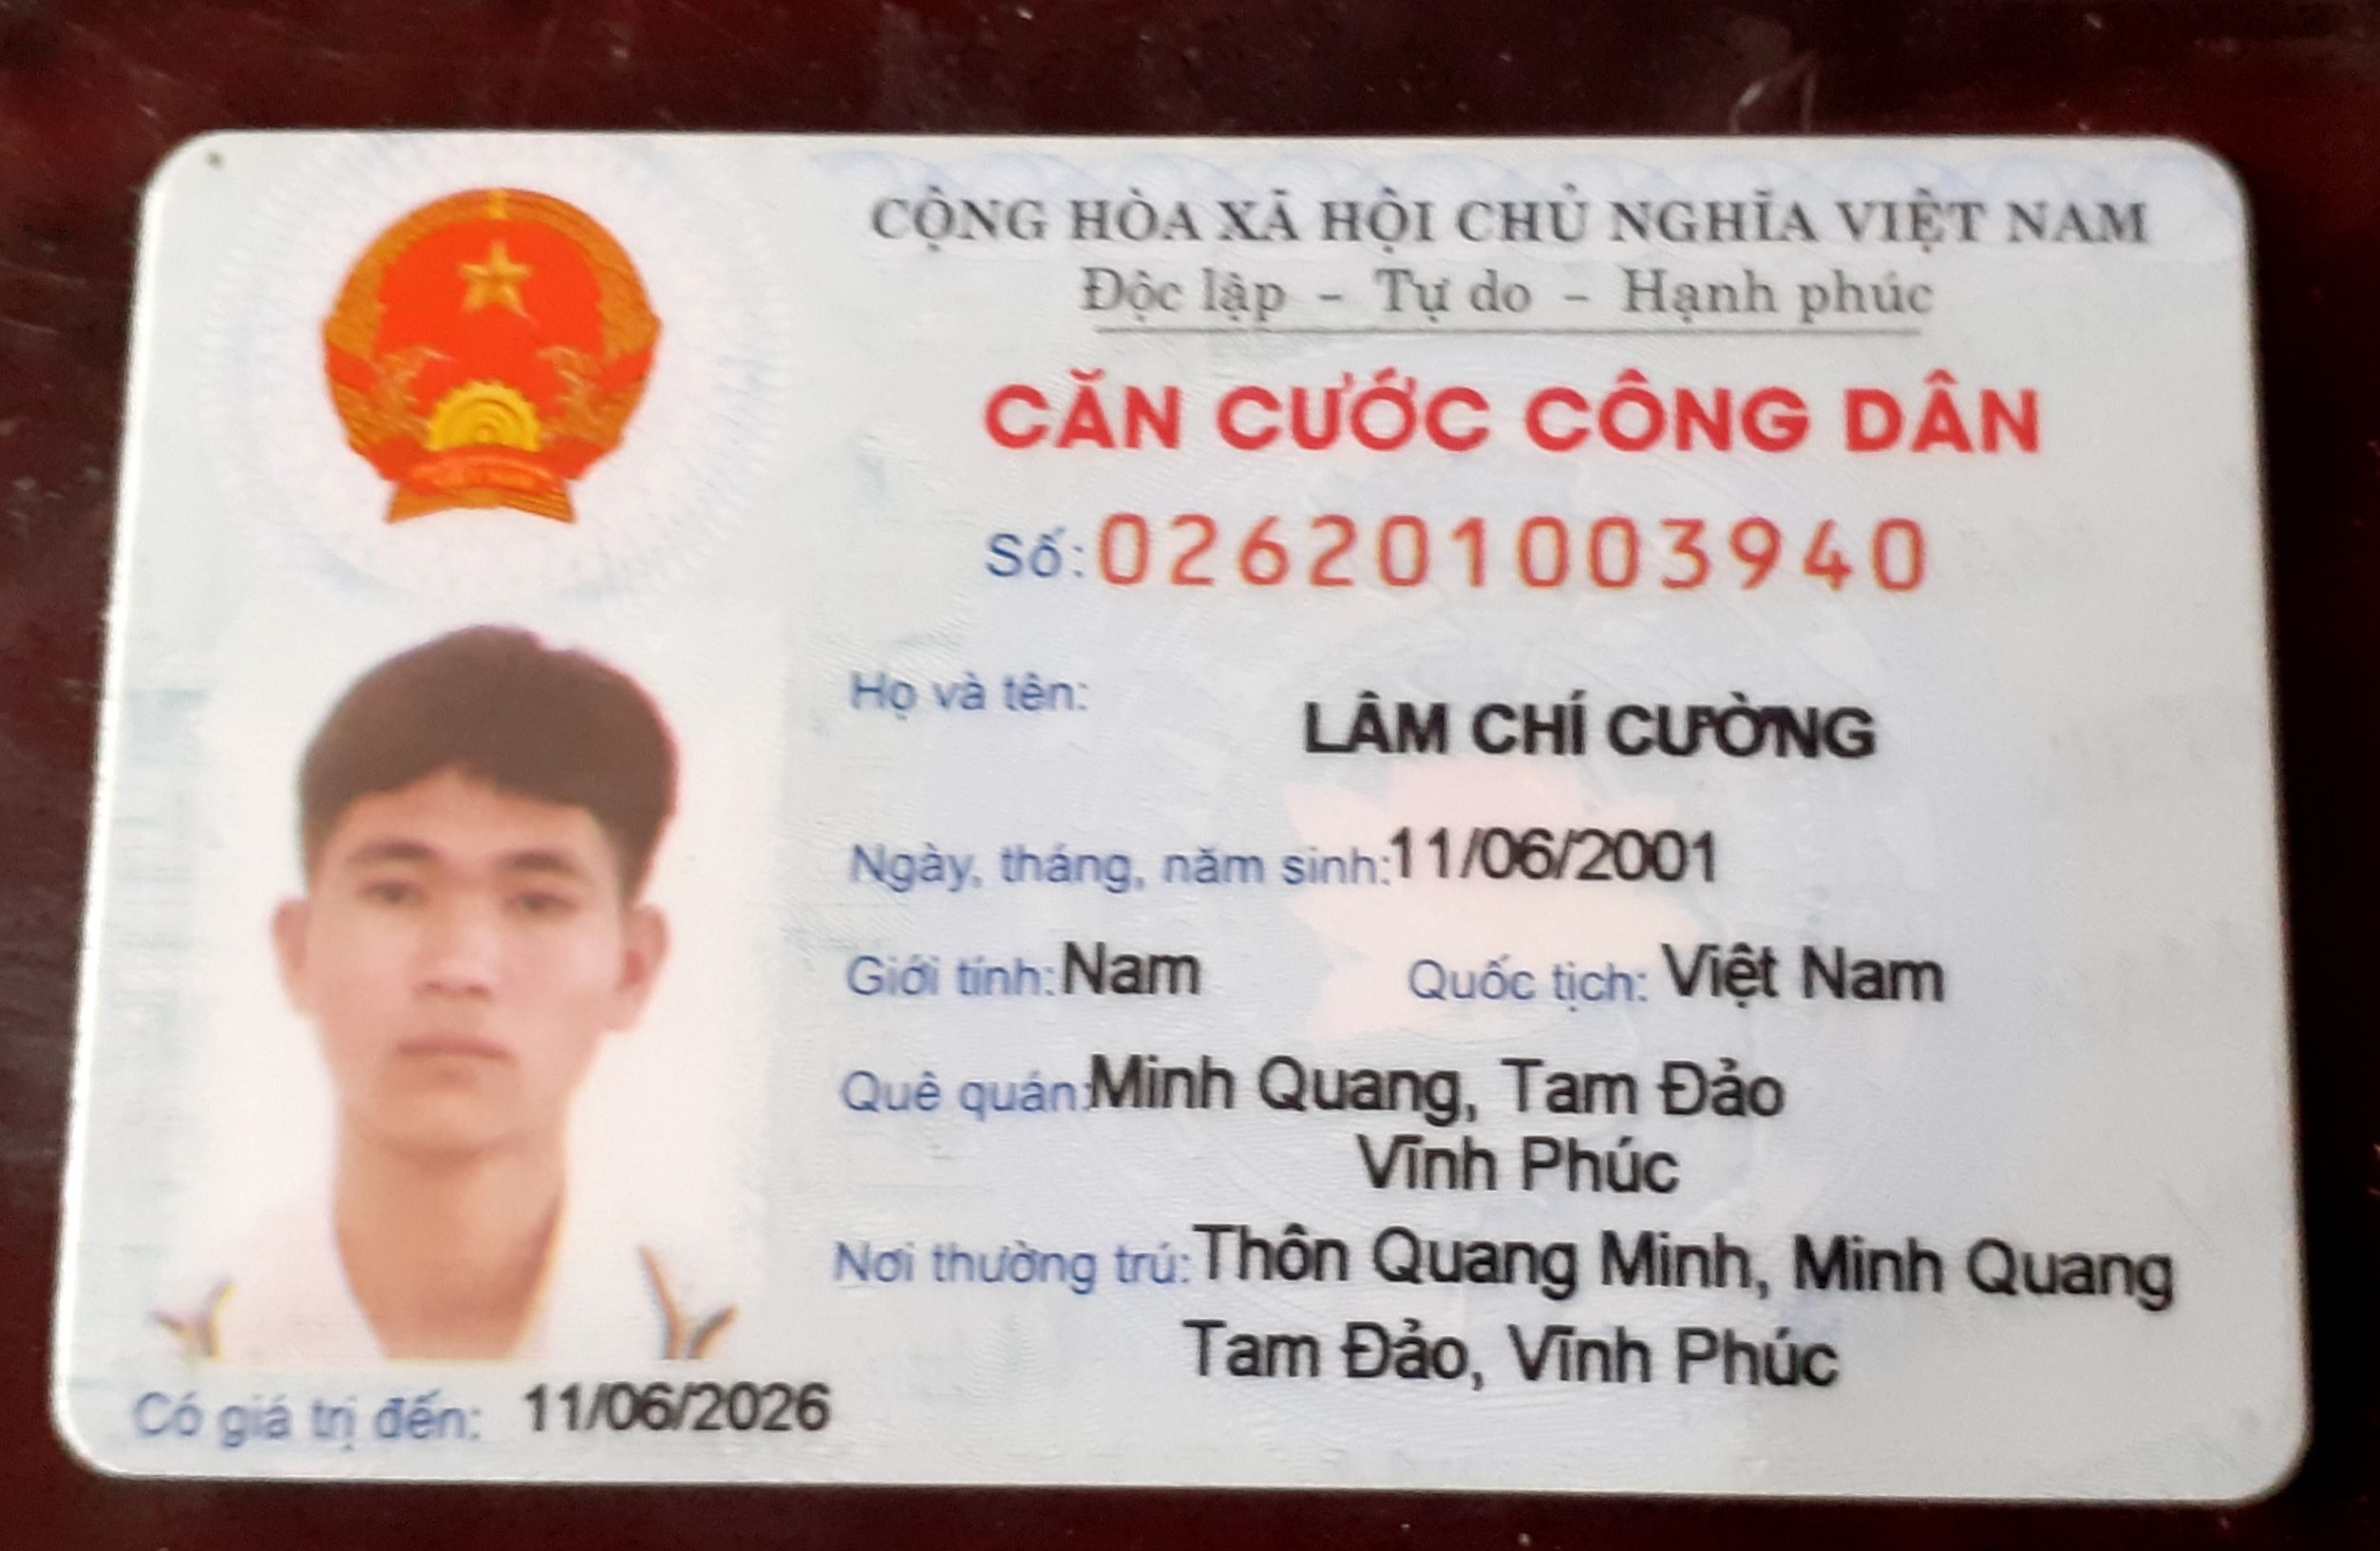 CỘNG HÒA XÃ HỘI CHỦ NGHĨA VIỆT NAM
Độc lập - Tự do - Hạnh phúc
CĂN CƯỚC CÔNG DÂN
Số: 026201003940
Họ và tên: LÂM CHÍ CƯỜNG
Ngày, tháng, năm sinh: 11/06/2001
Giới tính: Nam Quốc tịch: Việt Nam
Quê quán: Minh Quang, Tam Đảo
Vĩnh Phúc
Nơi thường trú: Thôn Quang Minh, Minh Quang
Tam Đảo, Vĩnh Phúc
Có giá trị đến: 11/06/2026